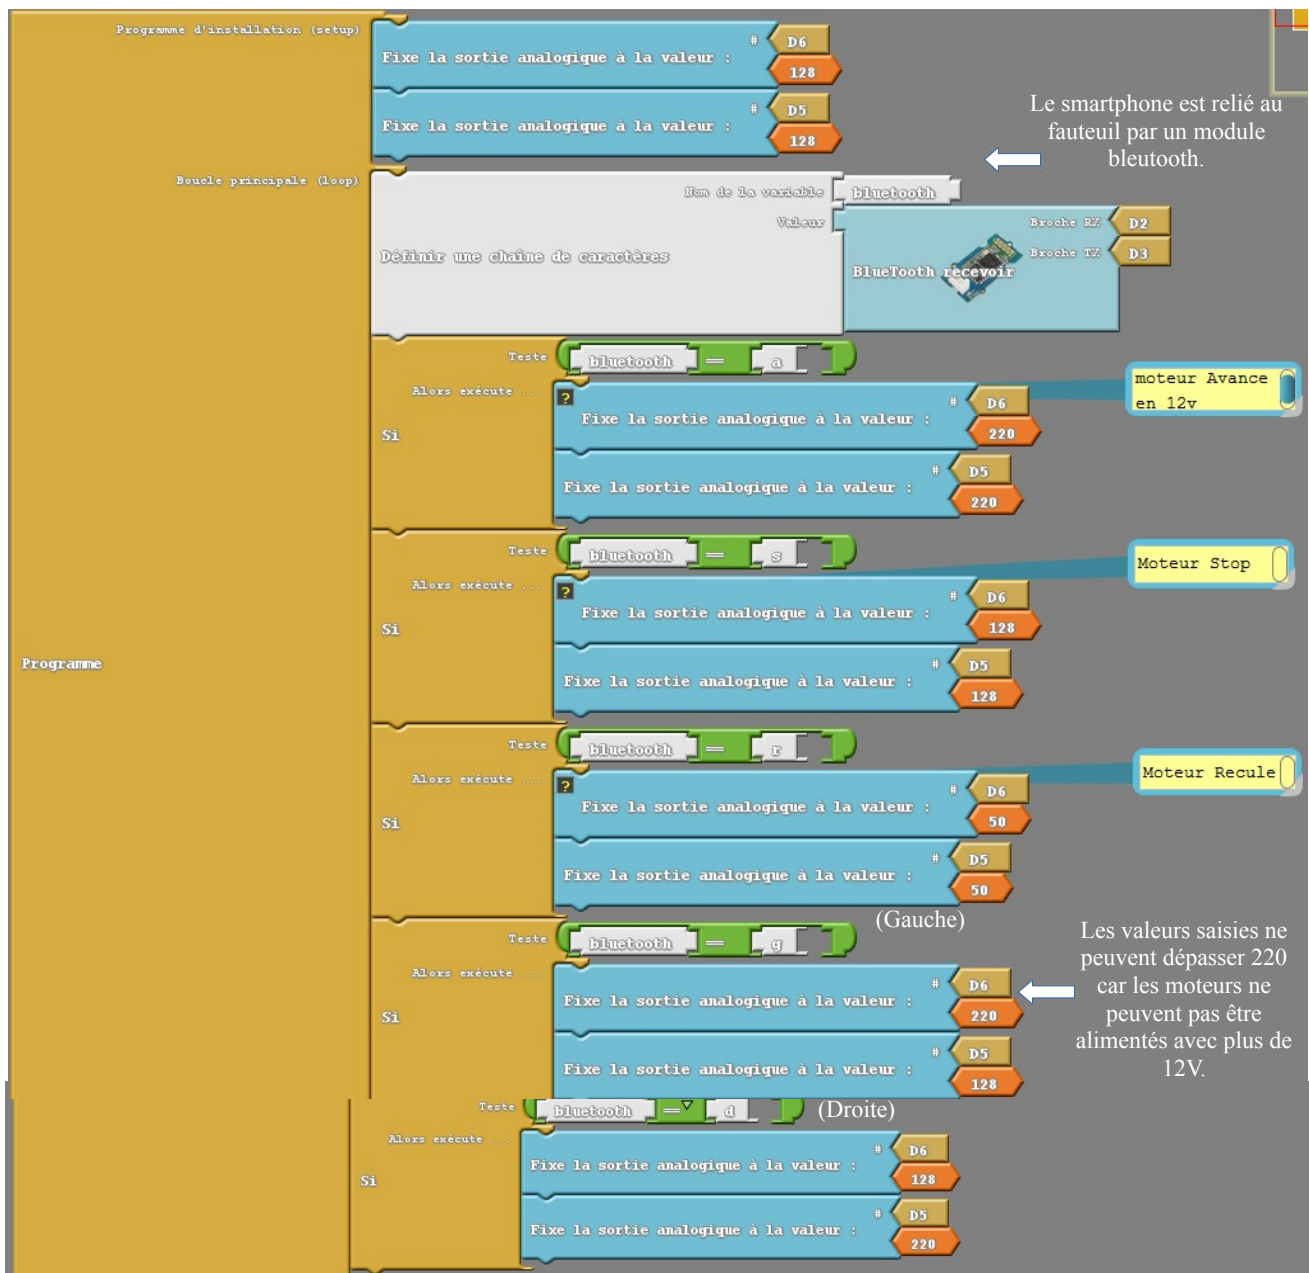 Programme d'installation (setup)
#
D6
Fixe la sortie analogique à la valeur :
128
#
D5
Fixe la sortie analogique à la valeur :
128
Le smartphone est relié au
fauteuil par un module
bleutooth.
Boucle principale (loop)
Nom de la variable
bluetooth
Valeur
Broche RX
D2
Définir une chaîne de caractères
BlueTooth recevoir
Broche TX
D3
Teste
bluetooth == a
Alors exécute ...
?
#
D6
Fixe la sortie analogique à la valeur :
220
moteur Avance
en 12v
Si
#
D5
Fixe la sortie analogique à la valeur :
220
Teste
bluetooth == s
Alors exécute ...
?
#
D6
Fixe la sortie analogique à la valeur :
128
Moteur Stop
Si
#
D5
Fixe la sortie analogique à la valeur :
128
Programme
Teste
bluetooth == r
Alors exécute ...
?
#
D6
Fixe la sortie analogique à la valeur :
50
Moteur Recule
Si
#
D5
Fixe la sortie analogique à la valeur :
50
(Gauche)
Teste
bluetooth == g
Alors exécute ...
#
D6
Fixe la sortie analogique à la valeur :
220
Les valeurs saisies ne
peuvent dépasser 220
car les moteurs ne
peuvent pas être
alimentés avec plus de
12V.
Si
#
D5
Fixe la sortie analogique à la valeur :
128
Teste
bluetooth == d
(Droite)
Alors exécute ...
#
D6
Fixe la sortie analogique à la valeur :
128
Si
#
D5
Fixe la sortie analogique à la valeur :
220